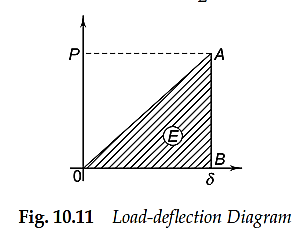 P
A
E
B
0
δ
Fig. 10.11 Load-deflection Diagram